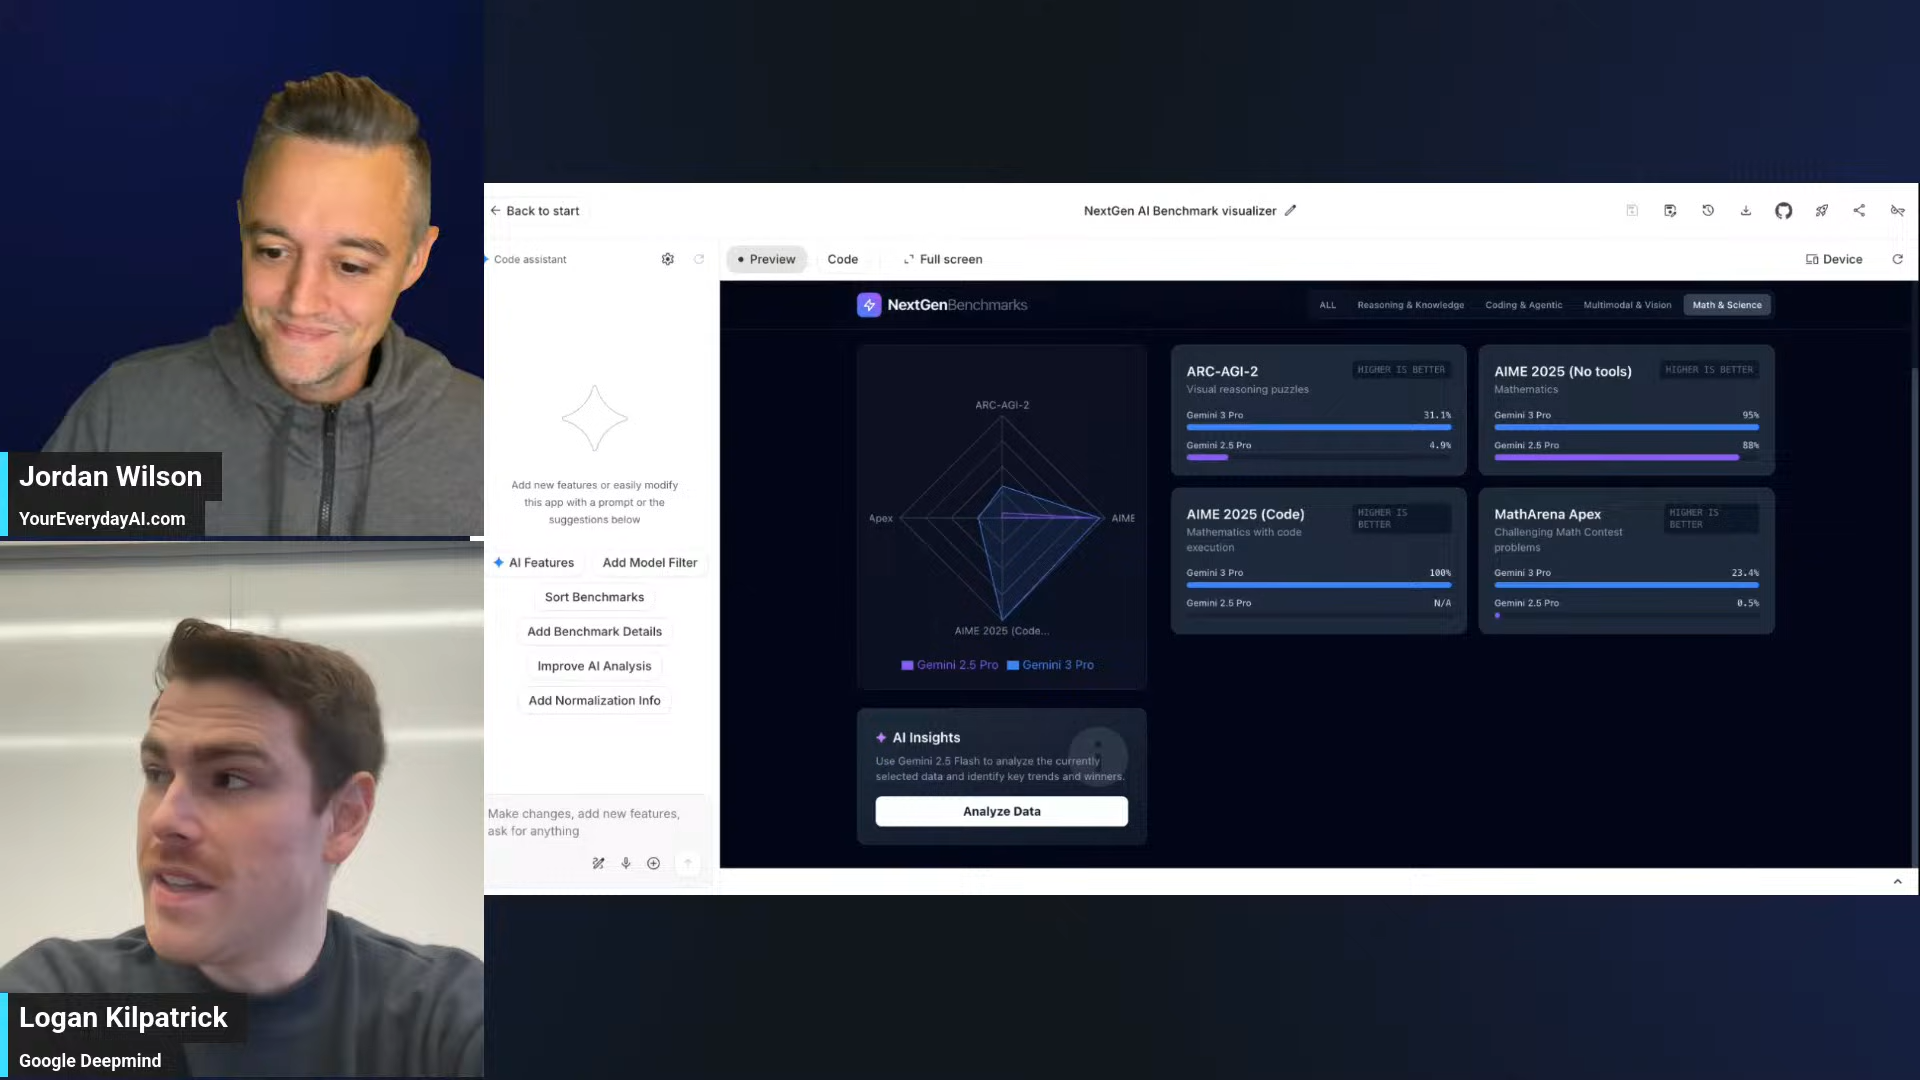 Jordan Wilson
YourEverydayAI.com
Logan Kilpatrick
Google Deepmind
Back to start
NextGen AI Benchmark visualizer
Code assistant
Preview
Code
Full screen
Device
NextGenBenchmarks
ALL
Reasoning & Knowledge
Coding & Agentic
Multimodal & Vision
Math & Science
Add new features or easily modify
this app with a prompt or the
suggestions below
AI Features
Add Model Filter
Sort Benchmarks
Add Benchmark Details
Improve AI Analysis
Add Normalization Info
Make changes, add new features,
ask for anything
ARC-AGI-2
Apex
AIME
AIME 2025 (Code...
Gemini 2.5 Pro
Gemini 3 Pro
AI Insights
Use Gemini 2.5 Flash to analyze the currently
selected data and identify key trends and winners.
Analyze Data
ARC-AGI-2
HIGHER IS BETTER
Visual reasoning puzzles
Gemini 3 Pro 31.1%
Gemini 2.5 Pro 4.9%
AIME 2025 (No tools)
HIGHER IS BETTER
Mathematics
Gemini 3 Pro 95%
Gemini 2.5 Pro 88%
AIME 2025 (Code)
HIGHER IS
BETTER
Mathematics with code
execution
Gemini 3 Pro 100%
Gemini 2.5 Pro N/A
MathArena Apex
HIGHER IS
BETTER
Challenging Math Contest
problems
Gemini 3 Pro 23.4%
Gemini 2.5 Pro 0.5%